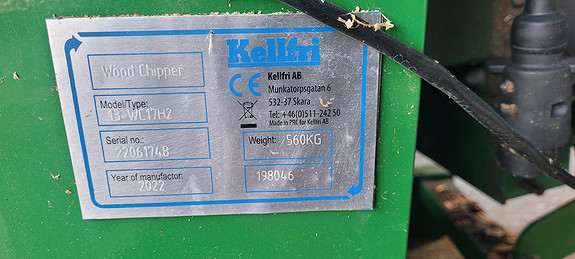 Wood Chipper
Model/Type:
13-WC17H2
Serial no.:
22061748
Year of manufactor:
2022
Kellfri
CE
Kellfri AB
Munkatorpsgatan 6
532-37 Skara
Tel: +46(0)511-242 50
Made in PRC for Kellfri AB
Weight: 560KG
198046